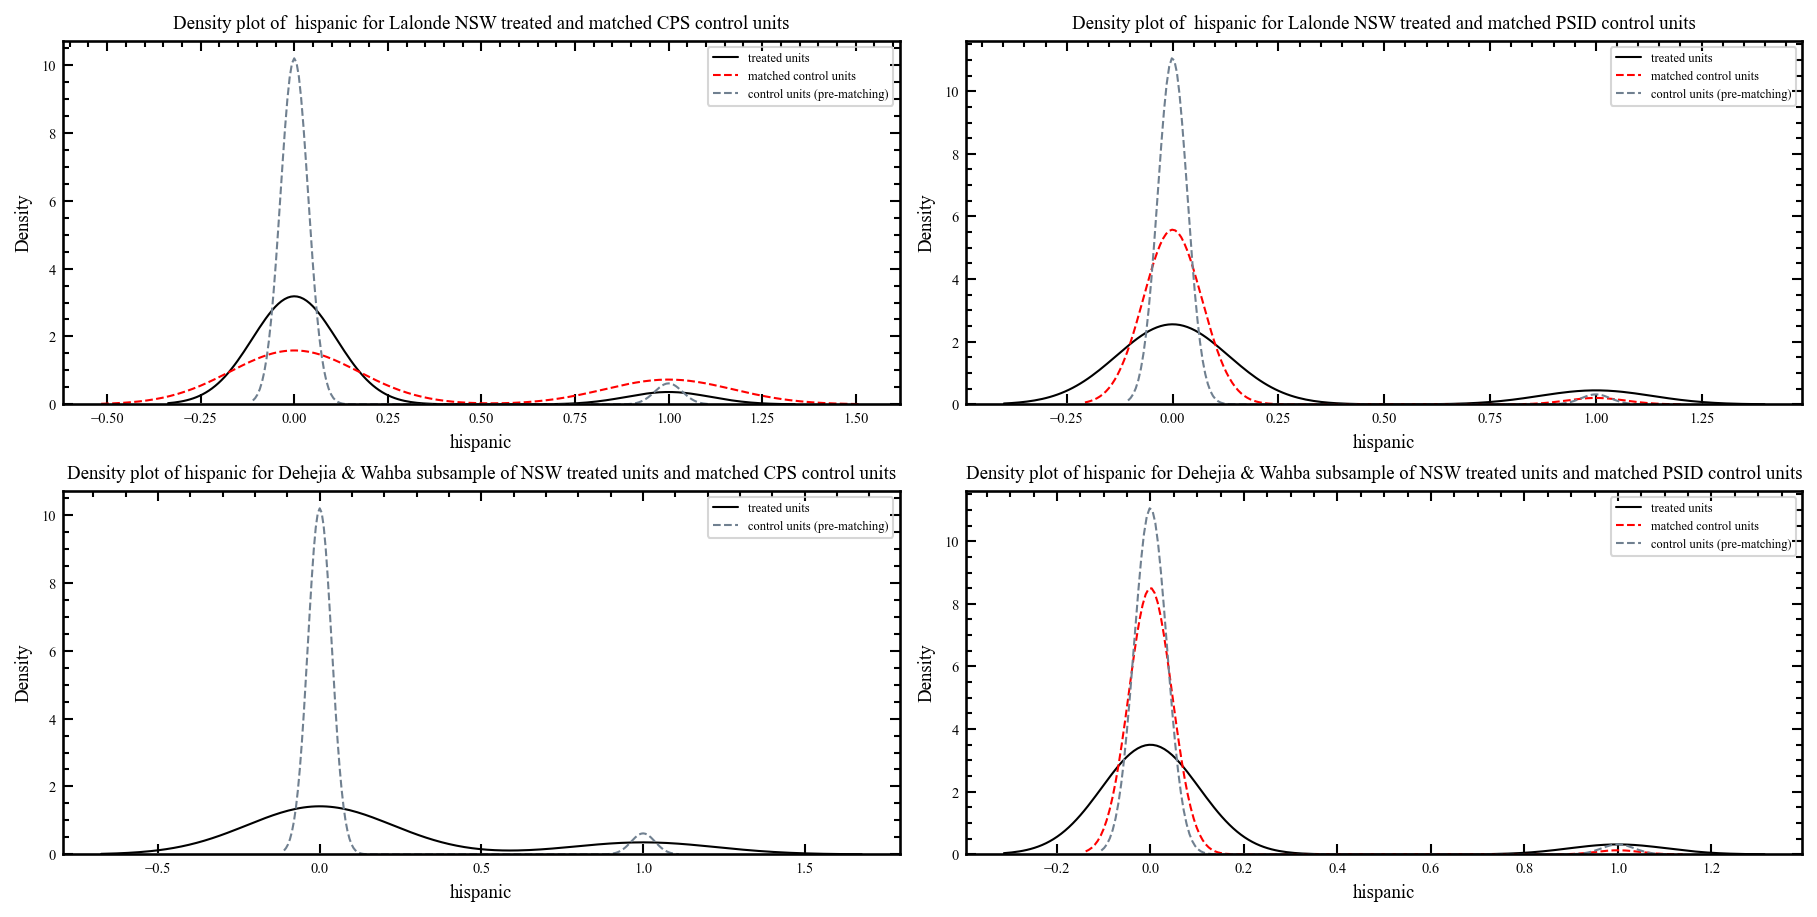 Density plot of  hispanic for Lalonde NSW treated and matched CPS control units
treated units
matched control units
control units (pre-matching)
Density
10
8
6
4
2
0
−0.50 −0.25 0.00 0.25 0.50 0.75 1.00 1.25 1.50
hispanic
Density plot of  hispanic for Lalonde NSW treated and matched PSID control units
treated units
matched control units
control units (pre-matching)
Density
10
8
6
4
2
0
−0.25 0.00 0.25 0.50 0.75 1.00 1.25
hispanic
Density plot of hispanic for Dehejia & Wahba subsample of NSW treated units and matched CPS control units
treated units
control units (pre-matching)
Density
10
8
6
4
2
0
−0.5 0.0 0.5 1.0 1.5
hispanic
Density plot of hispanic for Dehejia & Wahba subsample of NSW treated units and matched PSID control units
treated units
matched control units
control units (pre-matching)
Density
10
8
6
4
2
0
−0.2 0.0 0.2 0.4 0.6 0.8 1.0 1.2
hispanic